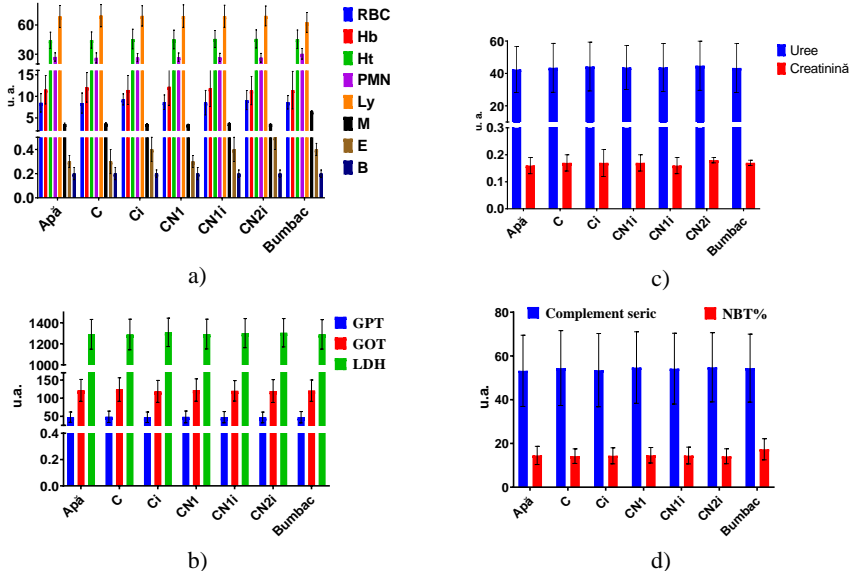 60
30
15
10
5
0.4
0.2
0.0
u. a.
Apă
C
Ci
CN1
CN1i
CN2i
Bumbac
RBC
Hb
Ht
PMN
Ly
M
E
B
a)
60
40
20
0.3
0.2
0.1
0.0
u. a.
Apă
C
Ci
CN1i
CN1i
CN2i
Bumbac
Uree
Creatinină
c)
1400
1200
1000
150
100
50
0.4
0.2
0.0
u.a.
Apă
C
Ci
CN1
CN1i
CN2i
Bumbac
GPT
GOT
LDH
b)
80
60
40
20
0
u.a.
Complement seric
NBT%
Apă
C
Ci
CN1
CN1i
CN2i
Bumbac
d)